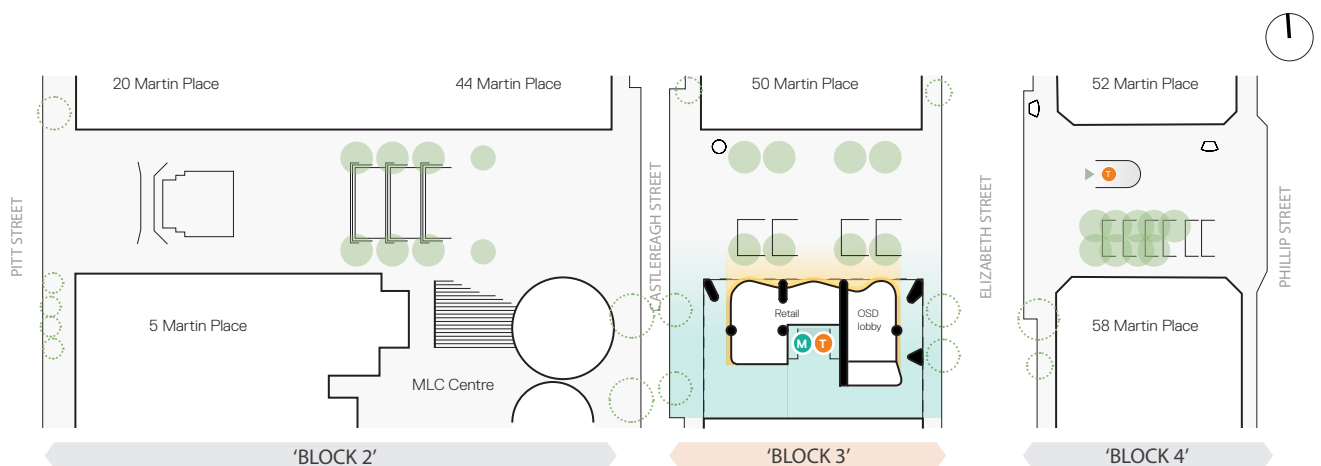 20 Martin Place
44 Martin Place
50 Martin Place
52 Martin Place
T
PITT STREET
CASTLEREAGH STREET
ELIZABETH STREET
PHILLIP STREET
5 Martin Place
MLC Centre
Retail
OSD
lobby
M T
58 Martin Place
'BLOCK 2'
'BLOCK 3'
'BLOCK 4'